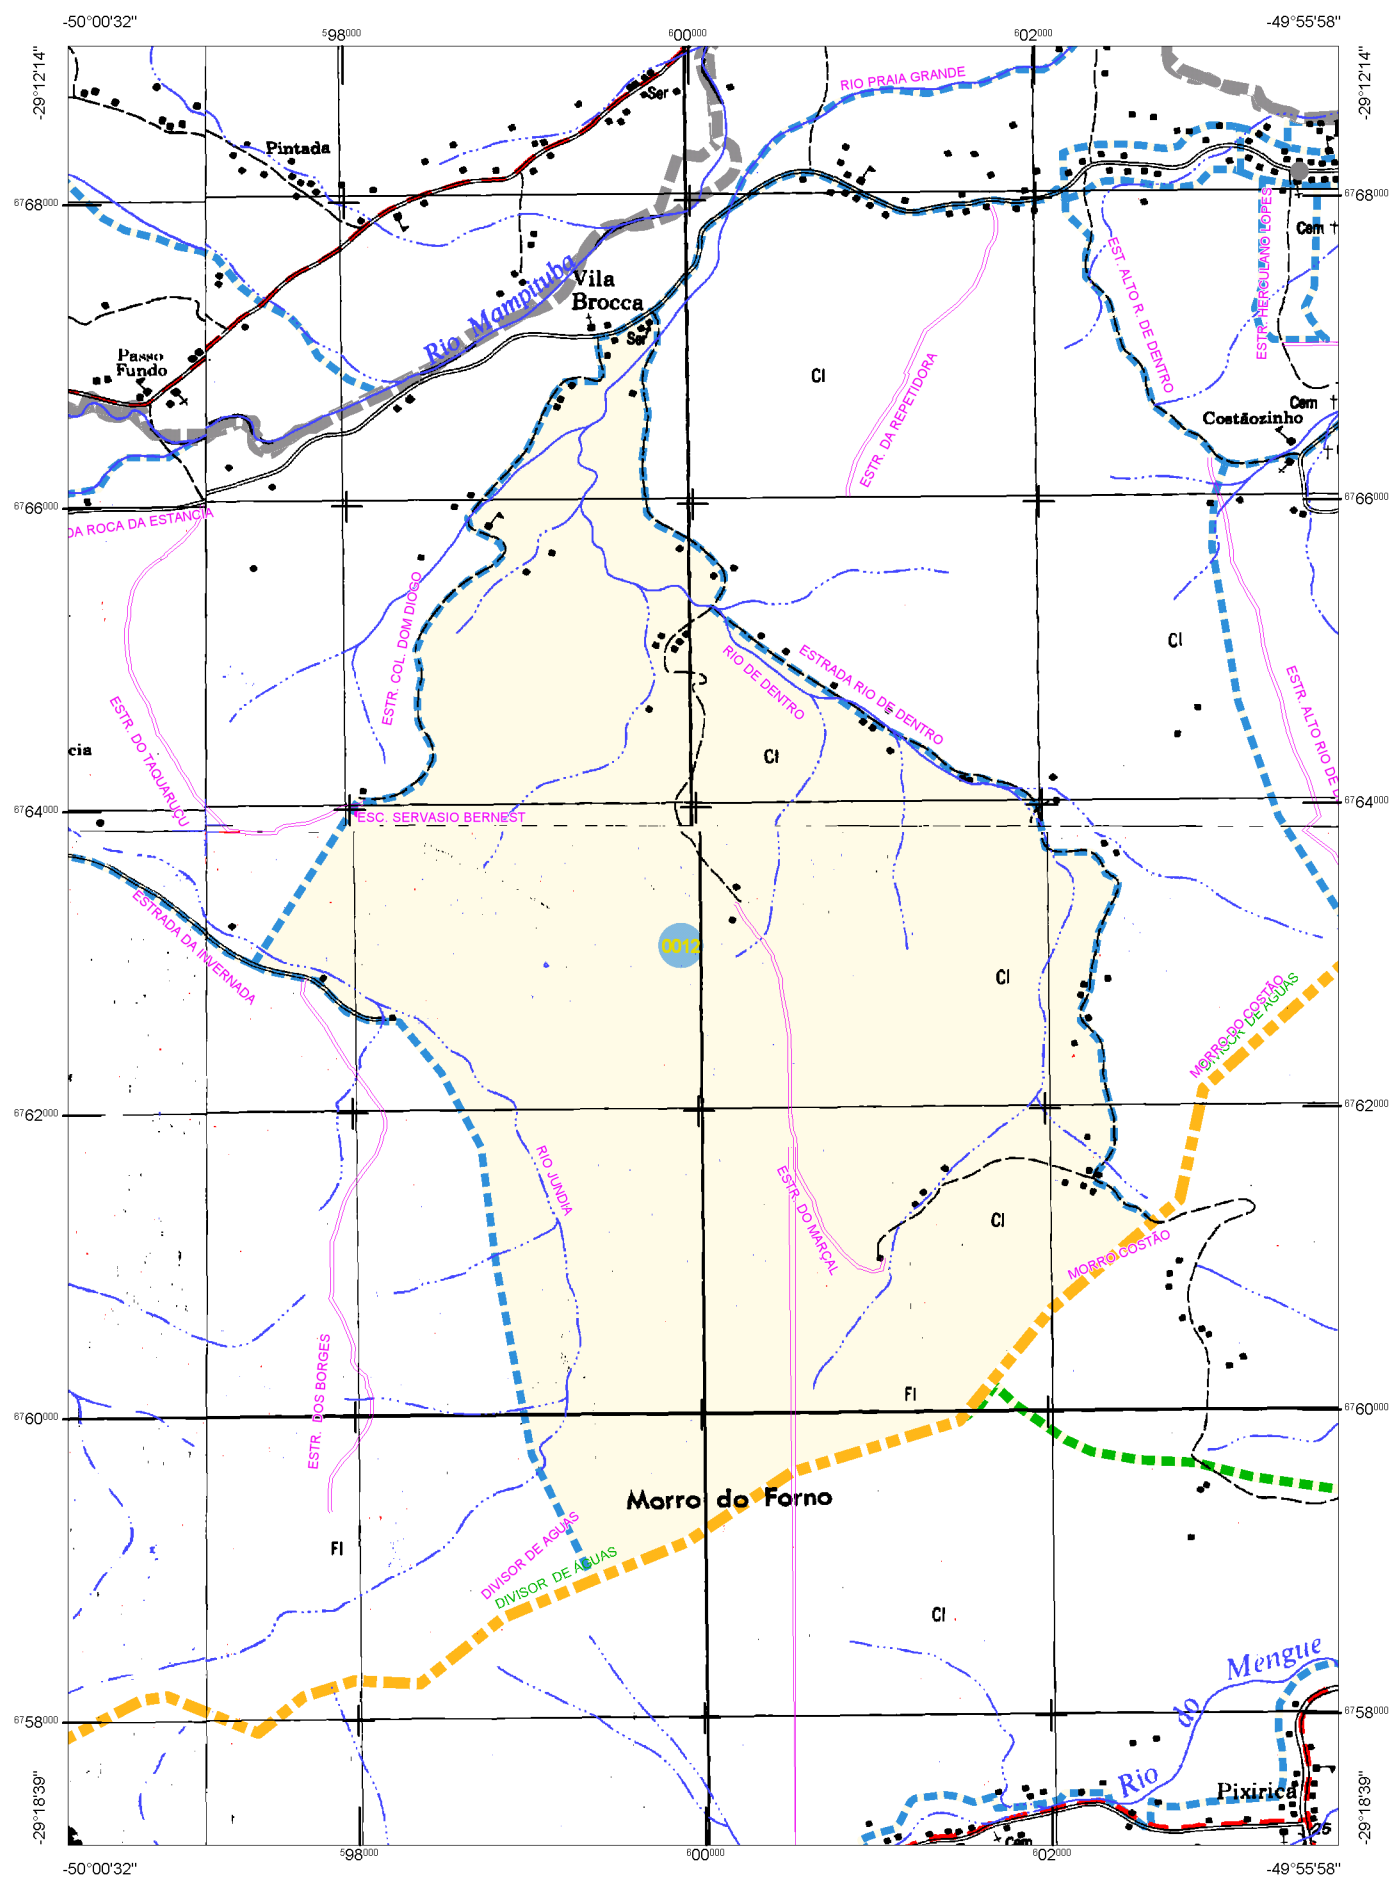 -50°00'32"
-49°55'58"
598000
600000
602000
-29°12'14"
-29°12'14"
RIO PRAIA GRANDE
Ser
Pintada
6768000
6768000
ESTR. HERCULANO LOPES
Cem
EST. ALTO R. DE DENTRO
Vila
Brocca
Rio Mampituba
Ser
Passo
Fundo
CI
ESTR. DA REPETIDORA
Cem
Costãozinho
6766000
6766000
DA ROCA DA ESTANCIA
ESTR. COL. DOM DIOGO
CI
RIO DE DENTRO
ESTRADA RIO DE DENTRO
ESTR. ALTO RIO DE D
ESTR. DO TAQUARUÇU
cia
CI
6764000
6764000
ESC. SERVASIO BERNEST
ESTRADA DA INVERNADA
0012
CI
MORRO DO COSTÃO
DIVISOR DE AGUAS
6762000
6762000
RIO JUNDIA
ESTR. DO MARÇAL
CI
MORRO COSTÃO
ESTR. DOS BORGES
FI
6760000
6760000
Morro do Forno
FI
DIVISOR DE AGUAS
DIVISOR DE AGUAS
CI
Rio do Mengue
6758000
6758000
Pixirica
25
Cem
-29°18'39"
-29°18'39"
598000
600000
602000
-50°00'32"
-49°55'58"